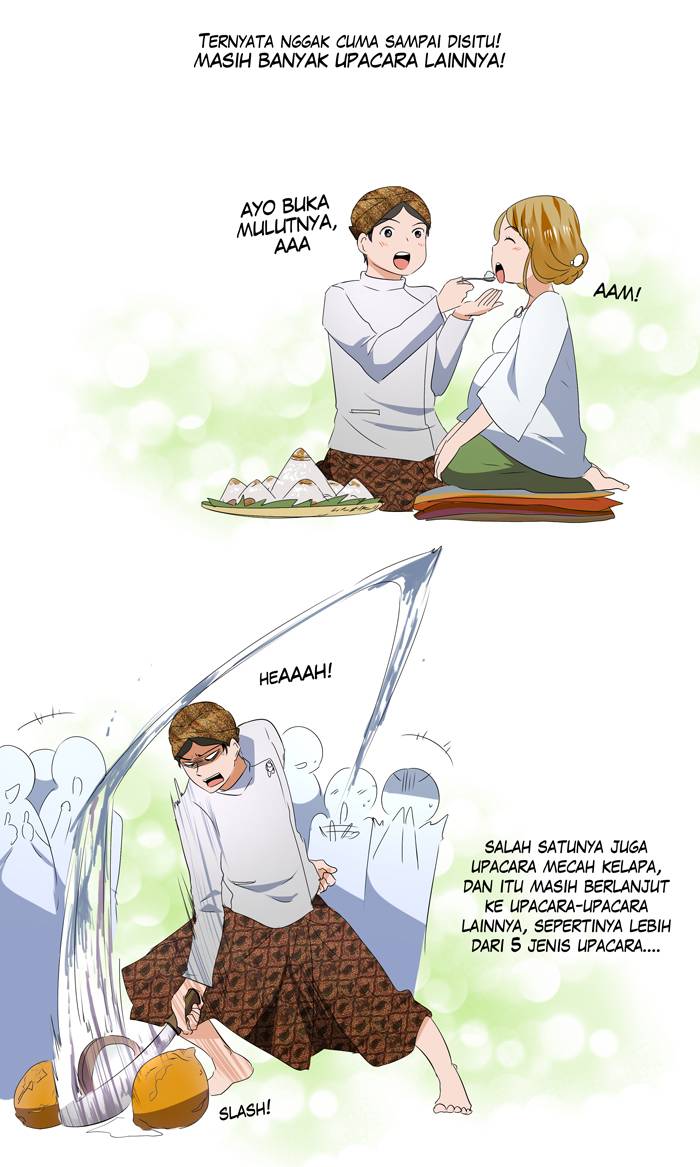 TERNYATA NGGAK CUMA SAMPAI DISITU!
MASIH BANYAK UPACARA LAINNYA!
AYO BUKA
MULUTNYA,
AAA
AAM!
HEAAAH!
SALAH SATUNYA JUGA
UPACARA MECAH KELAPA,
DAN ITU MASIH BERLANJUT
KE UPACARA-UPACARA
LAINNYA, SEPERTINYA LEBIH
DARI 5 JENIS UPACARA....
SLASH!